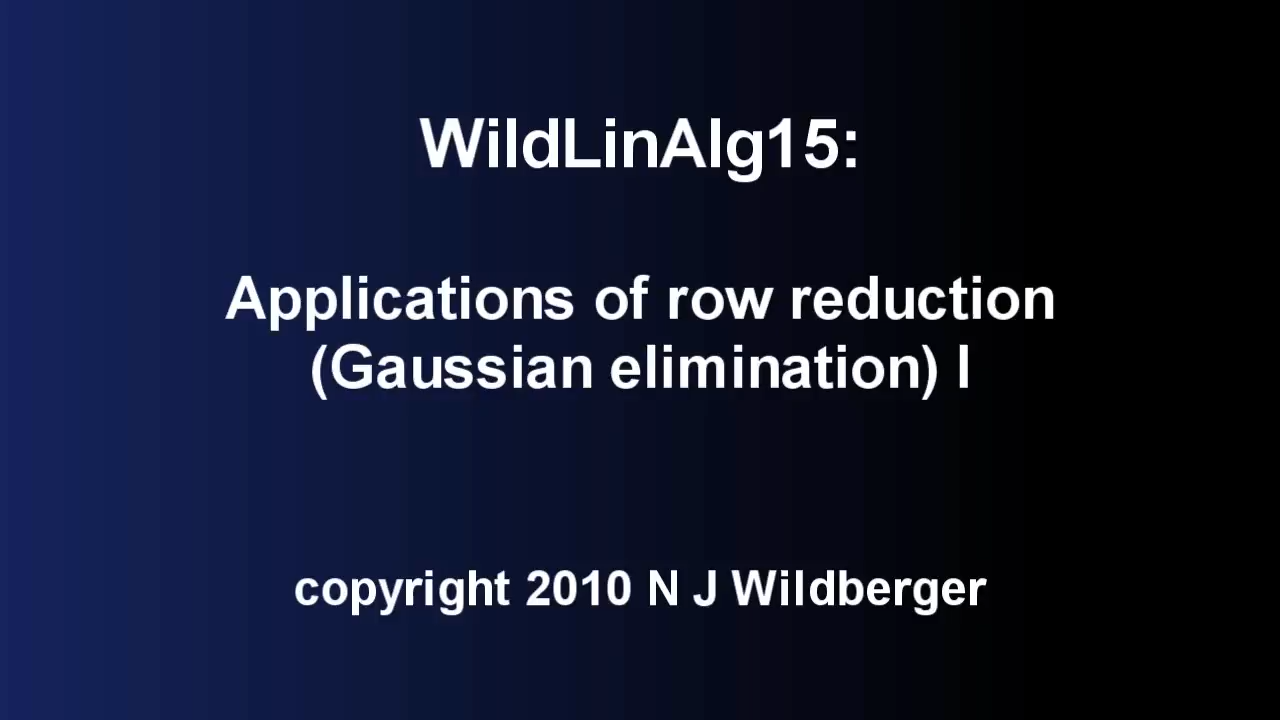 WildLinAlg15:
Applications of row reduction
(Gaussian elimination) I
copyright 2010 N J Wildberger